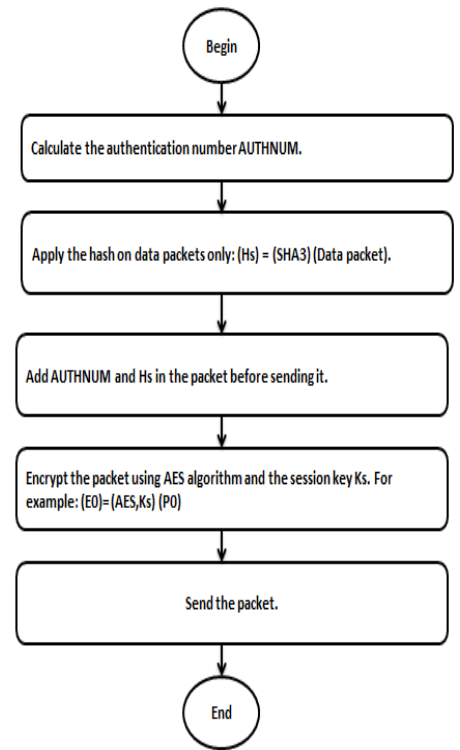 Begin
Calculate the authentication number AUTHNUM.
Apply the hash on data packets only: (Hs) = (SHA3) (Data packet).
Add AUTHNUM and Hs in the packet before sending it.
Encrypt the packet using AES algorithm and the session key Ks. For
example: (E0)= (AES,Ks) (P0)
Send the packet.
End